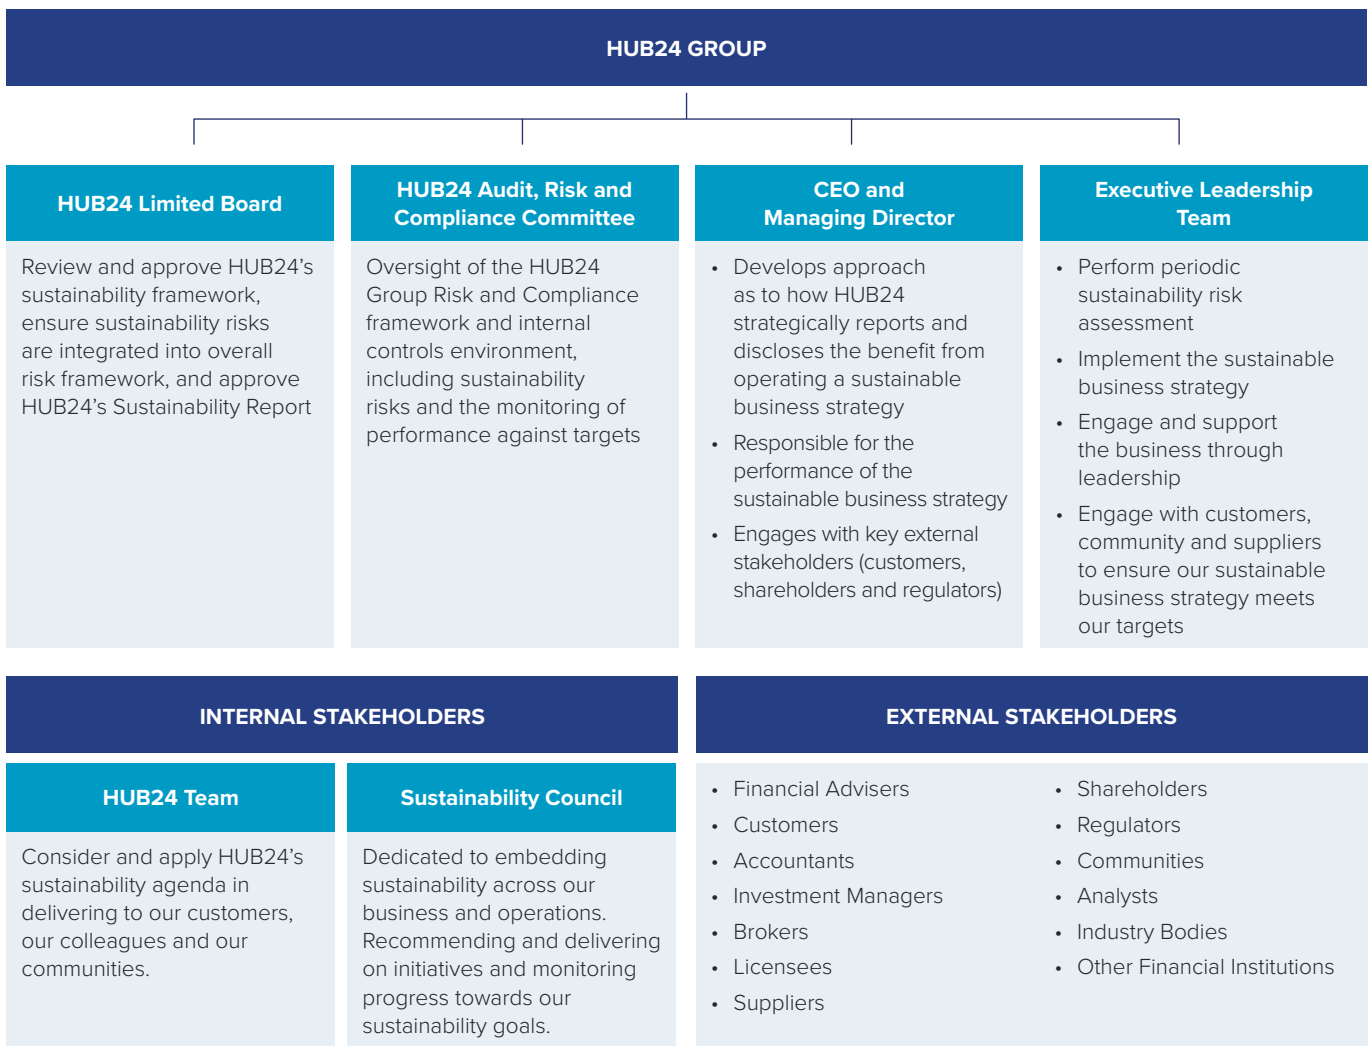 HUB24 GROUP
HUB24 Limited Board
Review and approve HUB24’s
sustainability framework,
ensure sustainability risks
are integrated into overall
risk framework, and approve
HUB24’s Sustainability Report
HUB24 Audit, Risk and
Compliance Committee
Oversight of the HUB24
Group Risk and Compliance
framework and internal
controls environment,
including sustainability
risks and the monitoring of
performance against targets
CEO and
Managing Director
• Develops approach
as to how HUB24
strategically reports and
discloses the benefit from
operating a sustainable
business strategy
• Responsible for the
performance of the
sustainable business strategy
• Engages with key external
stakeholders (customers,
shareholders and regulators)
Executive Leadership
Team
• Perform periodic
sustainability risk
assessment
• Implement the sustainable
business strategy
• Engage and support
the business through
leadership
• Engage with customers,
community and suppliers
to ensure our sustainable
business strategy meets
our targets
INTERNAL STAKEHOLDERS
HUB24 Team
Consider and apply HUB24’s
sustainability agenda in
delivering to our customers,
our colleagues and our
communities.
Sustainability Council
Dedicated to embedding
sustainability across our
business and operations.
Recommending and delivering
on initiatives and monitoring
progress towards our
sustainability goals.
EXTERNAL STAKEHOLDERS
• Financial Advisers
• Customers
• Accountants
• Investment Managers
• Brokers
• Licensees
• Suppliers
• Shareholders
• Regulators
• Communities
• Analysts
• Industry Bodies
• Other Financial Institutions